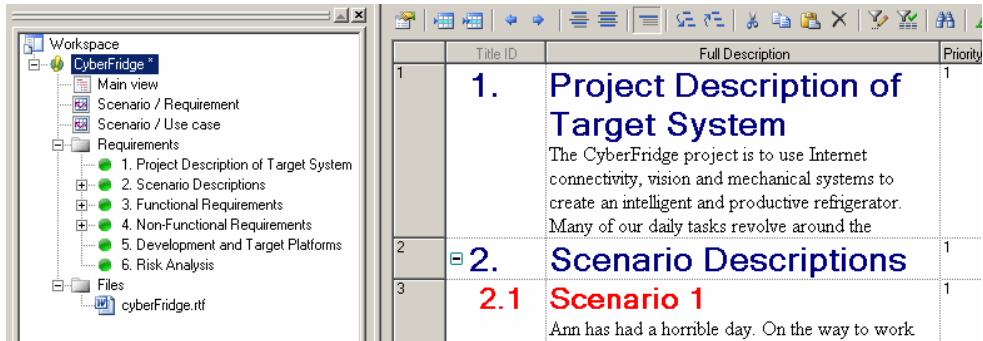 Workspace
CyberFridge *
Main view
Scenario / Requirement
Scenario / Use case
Requirements
1. Project Description of Target System
2. Scenario Descriptions
3. Functional Requirements
4. Non-Functional Requirements
5. Development and Target Platforms
6. Risk Analysis
Files
cyberFridge.rtf
Title ID Full Description Priority
1 1. Project Description of 1
Target System
The CyberFridge project is to use Internet
connectivity, vision and mechanical systems to
create an intelligent and productive refrigerator.
Many of our daily tasks revolve around the
2 2. Scenario Descriptions 1
3 2.1 Scenario 1 1
Ann has had a horrible day. On the way to work